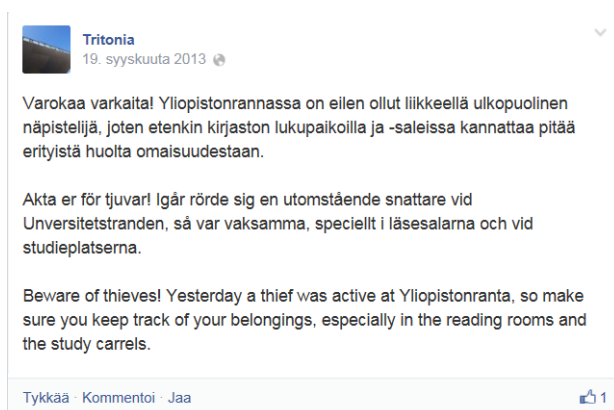 Tritonia
19. syyskuuta 2013
Varokaa varkaita! Yliopistonrannassa on eilen ollut liikkeellä ulkopuolinen
näpistelijä, joten etenkin kirjaston lukupaikoilla ja -saleissa kannattaa pitää
erityistä huolta omaisuudestaan.
Akta er för tjuvar! Igår rörde sig en utomstående snattare vid
Unversitetstranden, så var vaksamma, speciellt i läsesalarna och vid
studieplatserna.
Beware of thieves! Yesterday a thief was active at Yliopistonranta, so make
sure you keep track of your belongings, especially in the reading rooms and
the study carrels.
Tykkää · Kommentoi · Jaa 1